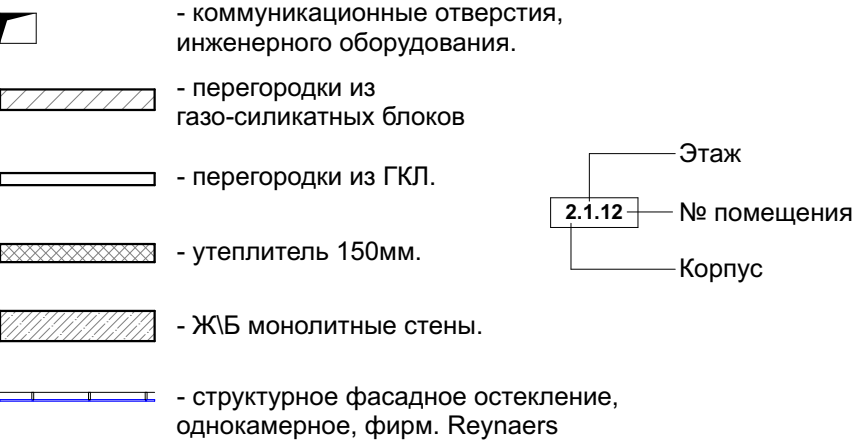 - коммуникационные отверстия,
инженерного оборудования.
- перегородки из
газо-силикатных блоков
- перегородки из ГКЛ.
- утеплитель 150мм.
- Ж\Б монолитные стены.
- структурное фасадное остекление,
однокамерное, фирм. Reynaers
Этаж
2.1.12
№ помещения
Корпус